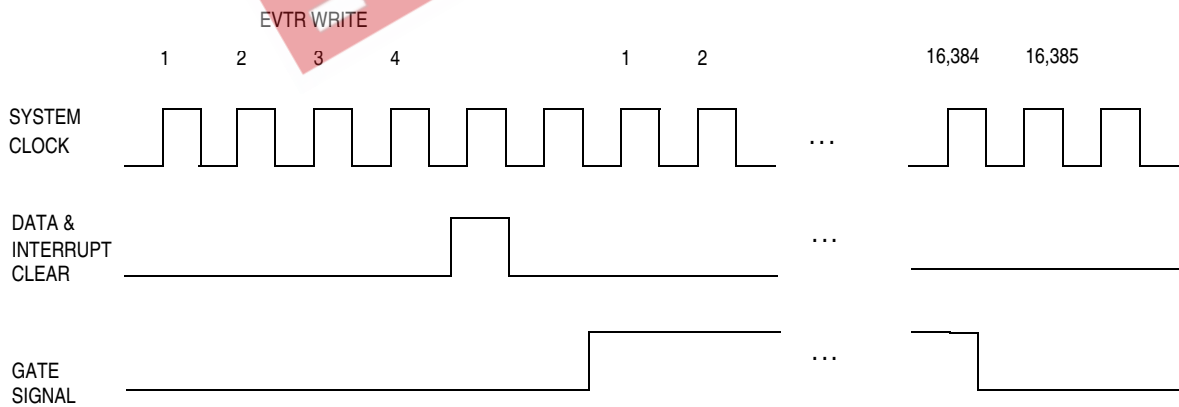 EVTR WRITE
1 2 3 4 1 2 16,384 16,385
SYSTEM
CLOCK
...
DATA &
INTERRUPT
CLEAR
...
GATE
SIGNAL
...